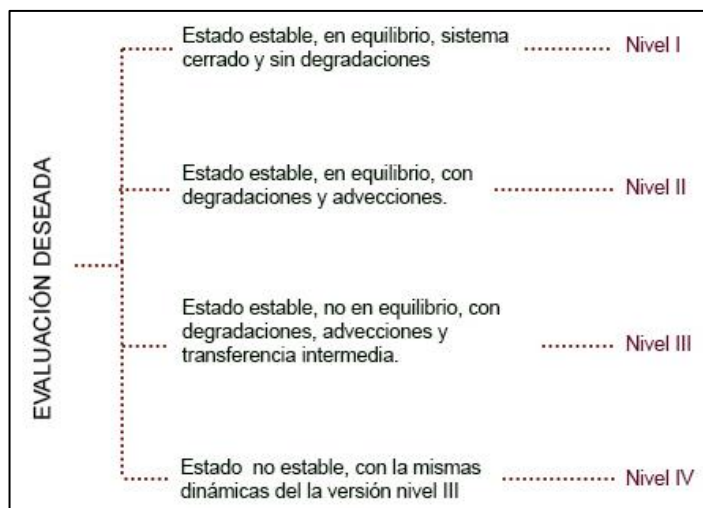 EVALUACIÓN DESEADA
Estado estable, en equilibrio, sistema
cerrado y sin degradaciones
Nivel I
Estado estable, en equilibrio, con
degradaciones y advecciones.
Nivel II
Estado estable, no en equilibrio, con
degradaciones, advecciones y
transferencia intermedia.
Nivel III
Estado no estable, con la mismas
dinámicas del la versión nivel III
Nivel IV